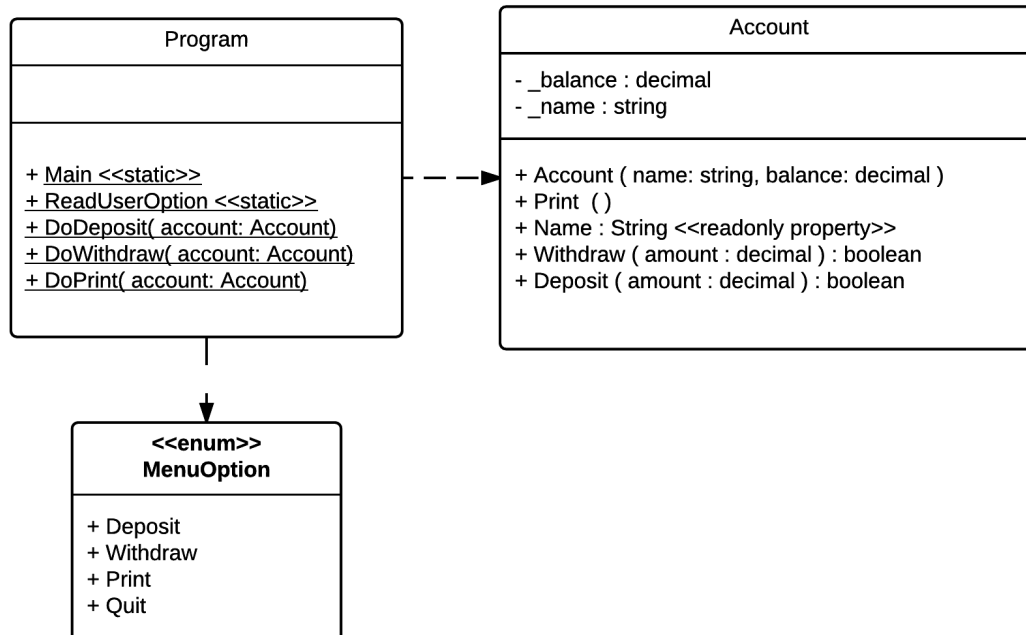 Program
+ Main <<static>>
+ ReadUserOption <<static>>
+ DoDeposit( account: Account)
+ DoWithdraw( account: Account)
+ DoPrint( account: Account)
Account
- _balance : decimal
- _name : string
+ Account ( name: string, balance: decimal )
+ Print ( )
+ Name : String <<readonly property>>
+ Withdraw ( amount : decimal ) : boolean
+ Deposit ( amount : decimal ) : boolean
<<enum>>
MenuOption
+ Deposit
+ Withdraw
+ Print
+ Quit